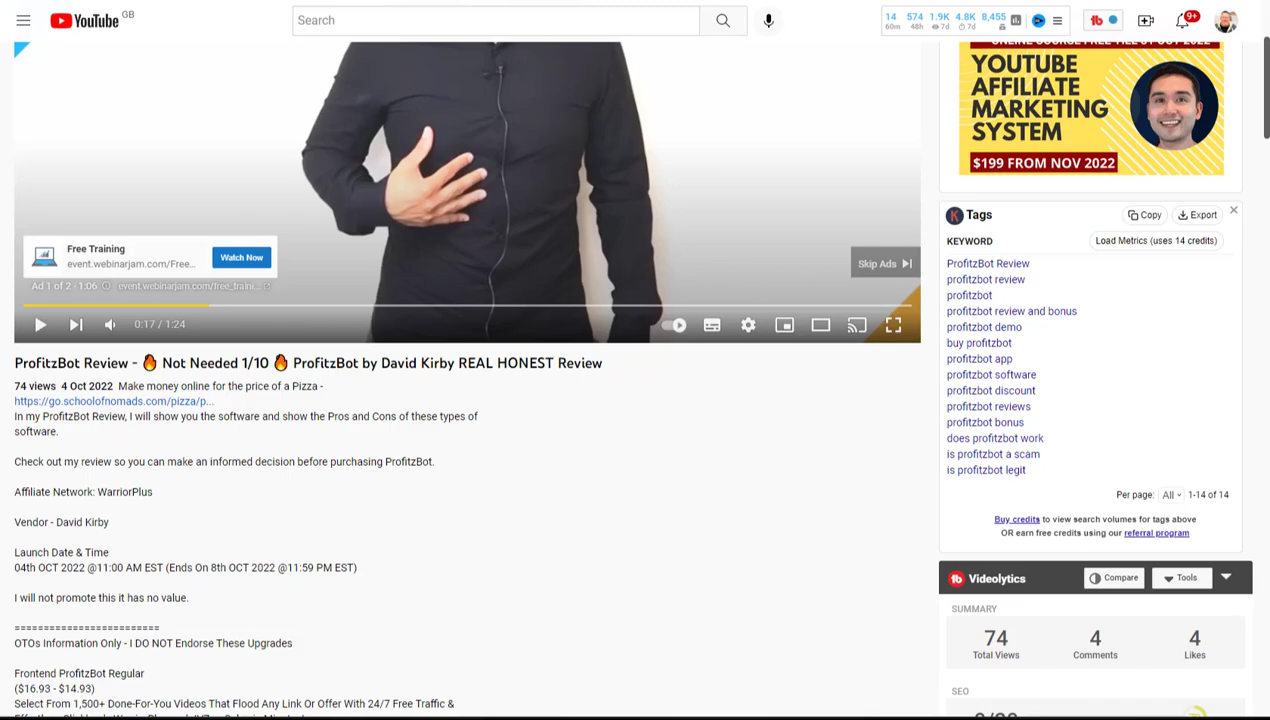 YouTube GB
Search
14 574 1.9K 4.8K 8,455
60m 48h 7d 7d
9+
ONLINE COURSE FREE TILL 01 OCT 2022
YOUTUBE
AFFILIATE
MARKETING
SYSTEM
$199 FROM NOV 2022
Free Training
event.webinarjam.com/Free...
Watch Now
Ad 1 of 2 · 1:06 event.webinarjam.com/free_traini...
Skip Ads
0:17 / 1:24
ProfitzBot Review - 🔥 Not Needed 1/10 🔥 ProfitzBot by David Kirby REAL HONEST Review
74 views 4 Oct 2022 Make money online for the price of a Pizza -
https://go.schoolofnomads.com/pizza/p...
In my ProfitzBot Review, I will show you the software and show the Pros and Cons of these types of
software.
Check out my review so you can make an informed decision before purchasing ProfitzBot.
Affiliate Network: WarriorPlus
Vendor - David Kirby
Launch Date & Time
04th OCT 2022 @11:00 AM EST (Ends On 8th OCT 2022 @11:59 PM EST)
I will not promote this it has no value.
=========================
OTOs Information Only - I DO NOT Endorse These Upgrades
Frontend ProfitzBot Regular
($16.93 - $14.93)
Select From 1,500+ Done-For-You Videos That Flood Any Link Or Offer With 24/7 Free Traffic &
K Tags
Copy
Export
KEYWORD
Load Metrics (uses 14 credits)
ProfitzBot Review
profitzbot review
profitzbot
profitzbot review and bonus
profitzbot demo
buy profitzbot
profitzbot app
profitzbot software
profitzbot discount
profitzbot reviews
profitzbot bonus
does profitzbot work
is profitzbot a scam
is profitzbot legit
Per page: All 1-14 of 14
Buy credits to view search volumes for tags above
OR earn free credits using our referral program
tb Videolytics
Compare
Tools
SUMMARY
74 4 4
Total Views Comments Likes
SEO